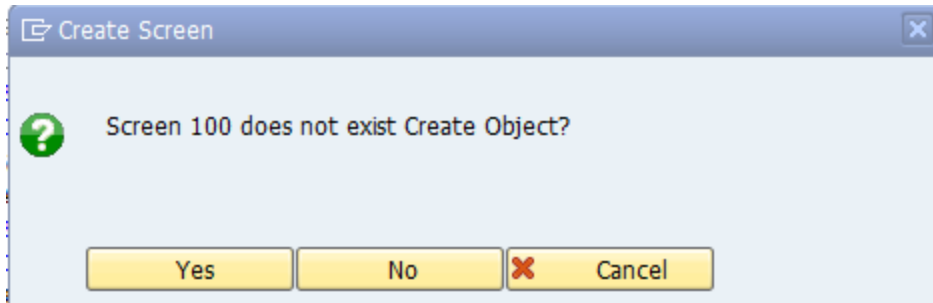 Create Screen
Screen 100 does not exist Create Object?
Yes No Cancel